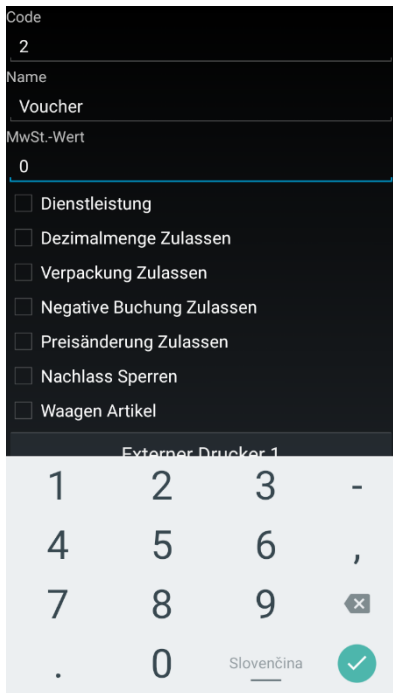 Code
2
Name
Voucher
MwSt.-Wert
0
Dienstleistung
Dezimalmenge Zulassen
Verpackung Zulassen
Negative Buchung Zulassen
Preisänderung Zulassen
Nachlass Sperren
Waagen Artikel
Externer Drucker 1
1 2 3 -
4 5 6 ,
7 8 9
. 0 Slovenčina